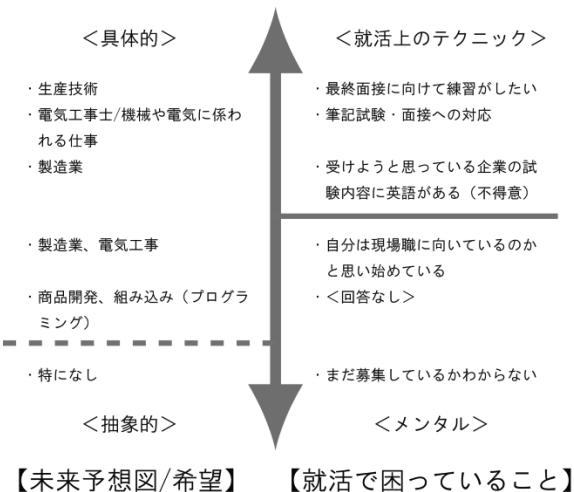 <具体的>
・生産技術
・電気工事士/機械や電気に係わ
れる仕事
・製造業
・製造業、電気工事
・商品開発、組み込み（プログラ
ミング）
・特になし
<抽象的>
【未来予想図/希望】
<就活上のテクニック>
・最終面接に向けて練習がしたい
・筆記試験・面接への対応
・受けようと思っている企業の試
験内容に英語がある（不得意）
・自分は現場職に向いているのか
と思い始めている
・<回答なし>
・まだ募集しているかわからない
<メンタル>
【就活で困っていること】